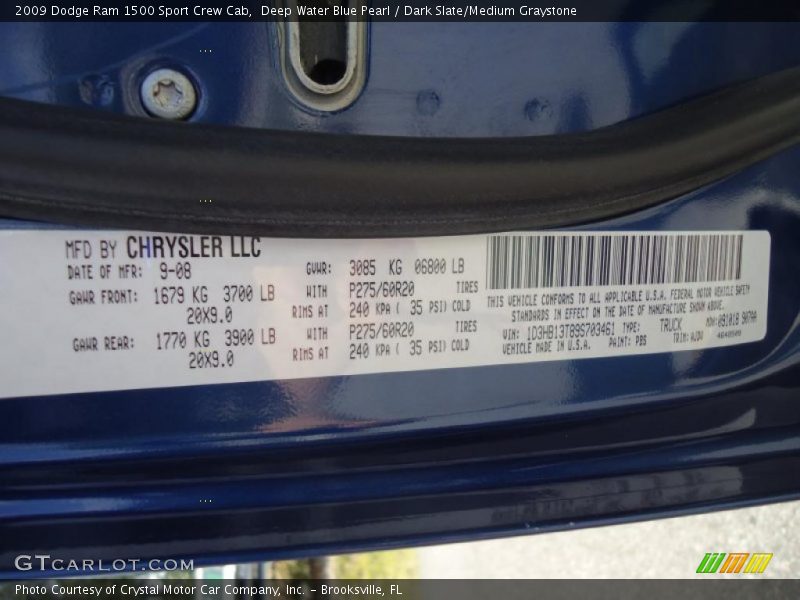 2009 Dodge Ram 1500 Sport Crew Cab,  Deep Water Blue Pearl / Dark Slate/Medium Graystone
MFD BY CHRYSLER LLC
DATE OF MFR: 9-08 GVWR: 3085 KG 06800 LB
GAWR FRONT: 1679 KG 3700 LB WITH P275/60R20 TIRES
20X9.0 RIMS AT 240 KPA ( 35 PSI) COLD
GAWR REAR: 1770 KG 3900 LB WITH P275/60R20 TIRES
20X9.0 RIMS AT 240 KPA ( 35 PSI) COLD
THIS VEHICLE CONFORMS TO ALL APPLICABLE U.S.A. FEDERAL MOTOR VEHICLE SAFETY
STANDARDS IN EFFECT ON THE DATE OF MANUFACTURE SHOWN ABOVE.
VIN: 1D3HB13T09S703461 TYPE: TRUCK MDH: 091018
VEHICLE MADE IN U.S.A. PAINT: PBS TRIM:
GTCARLOT.COM
Photo Courtesy of Crystal Motor Car Company, Inc. – Brooksville, FL